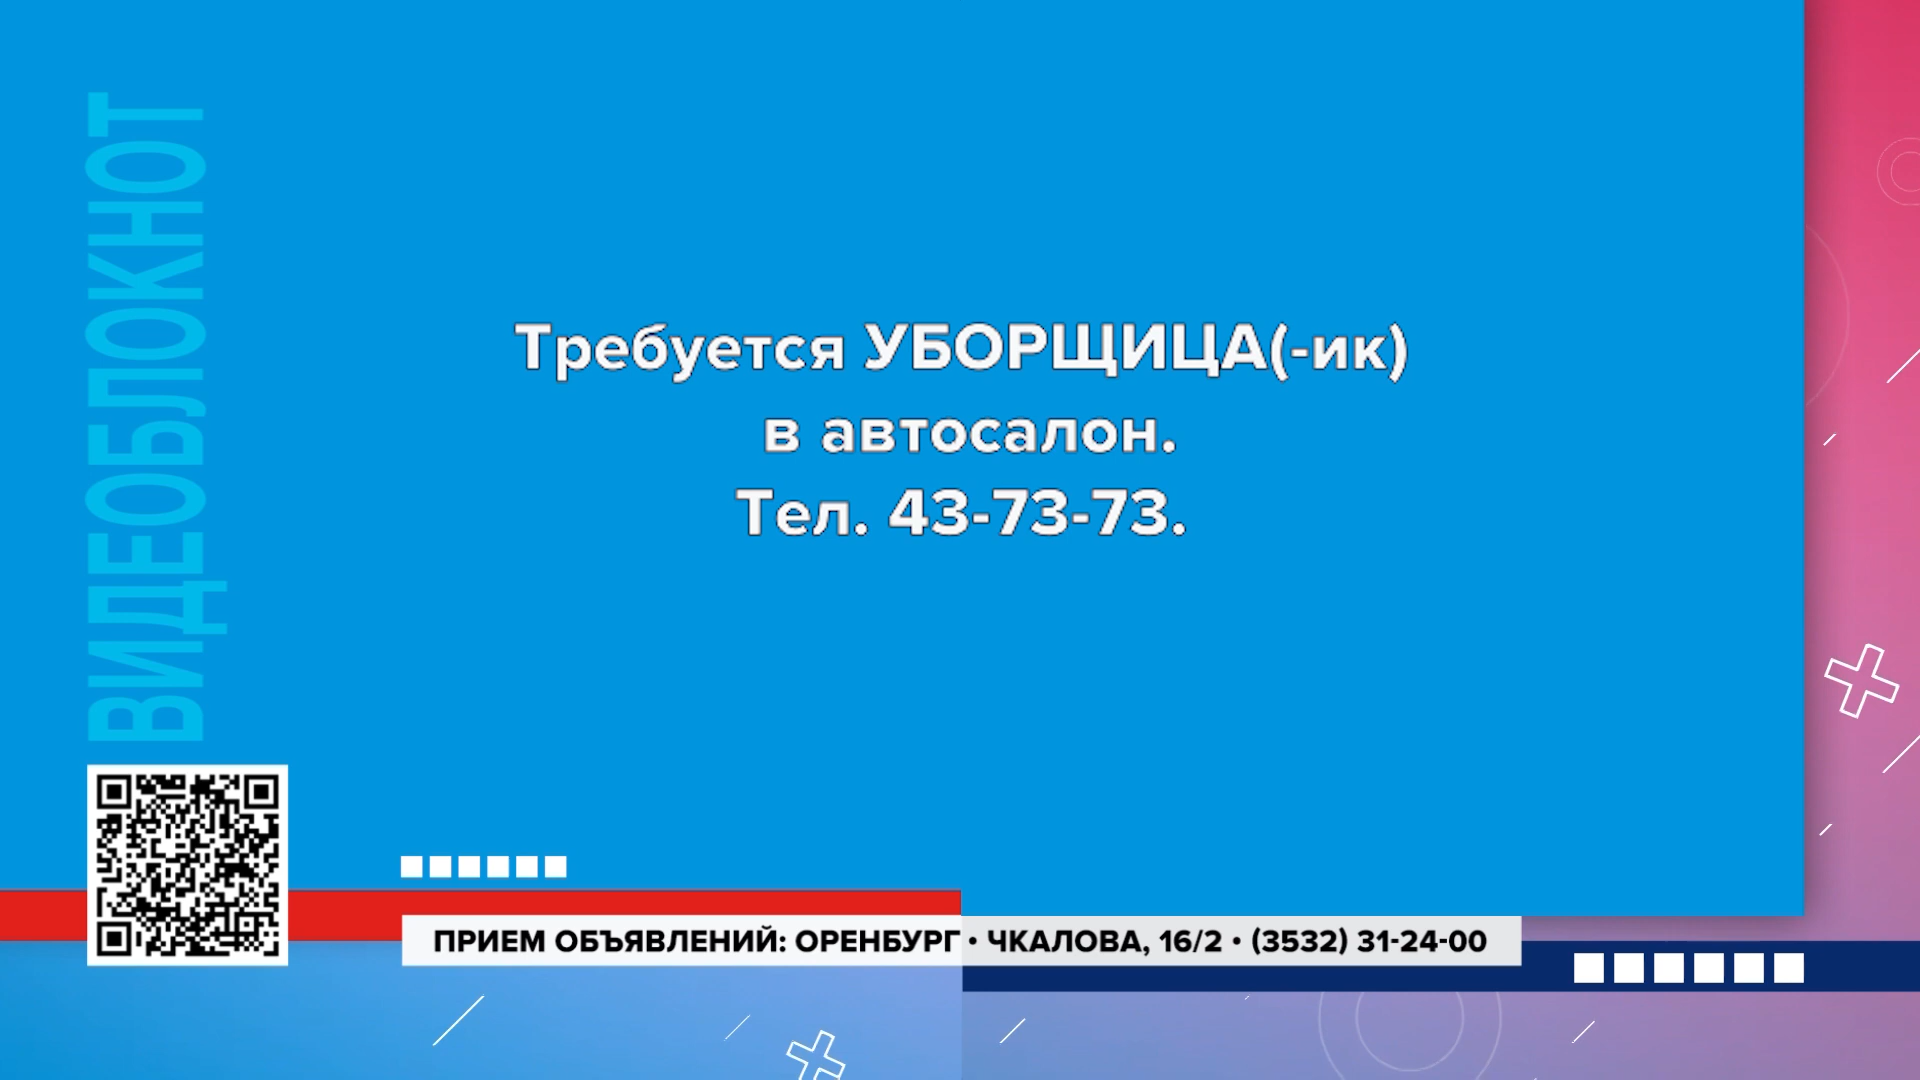 ВИДЕОБЛОКНОТ
Требуется УБОРЩИЦА(-ик)
в автосалон.
Тел. 43-73-73.
ПРИЕМ ОБЪЯВЛЕНИЙ: ОРЕНБУРГ • ЧКАЛОВА, 16/2 • (3532) 31-24-00